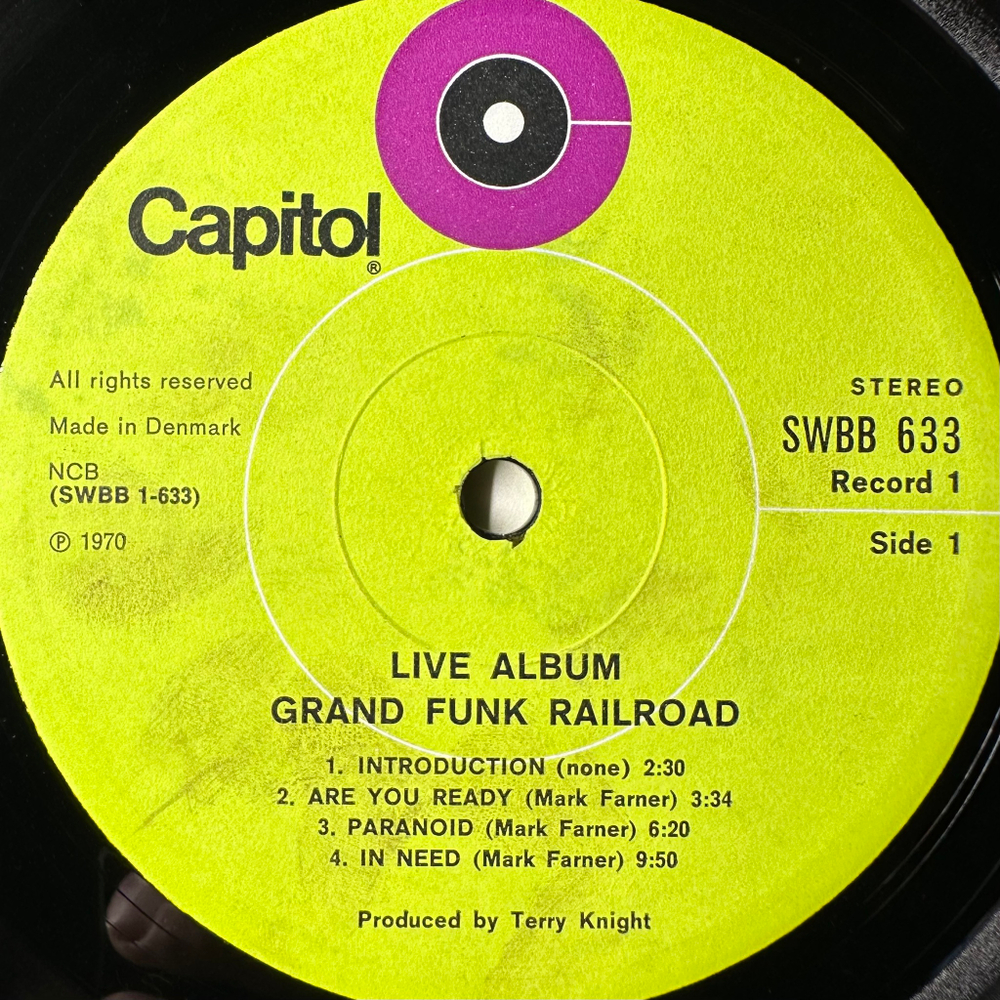 Capitol®
All rights reserved
Made in Denmark
NCB
(SWBB 1-633)
℗ 1970
STEREO
SWBB 633
Record 1
Side 1
LIVE ALBUM
GRAND FUNK RAILROAD
1. INTRODUCTION (none) 2:30
2. ARE YOU READY (Mark Farner) 3:34
3. PARANOID (Mark Farner) 6:20
4. IN NEED (Mark Farner) 9:50
Produced by Terry Knight